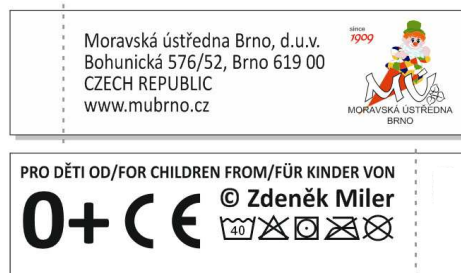 Moravská ústředna Brno, d.u.v.
Bohunická 576/52, Brno 619 00
CZECH REPUBLIC
www.mubrno.cz
since
1909
MÚ
MORAVSKÁ ÚSTŘEDNA
BRNO
PRO DĚTI OD/FOR CHILDREN FROM/FÜR KINDER VON
0+ CE
© Zdeněk Miler
40